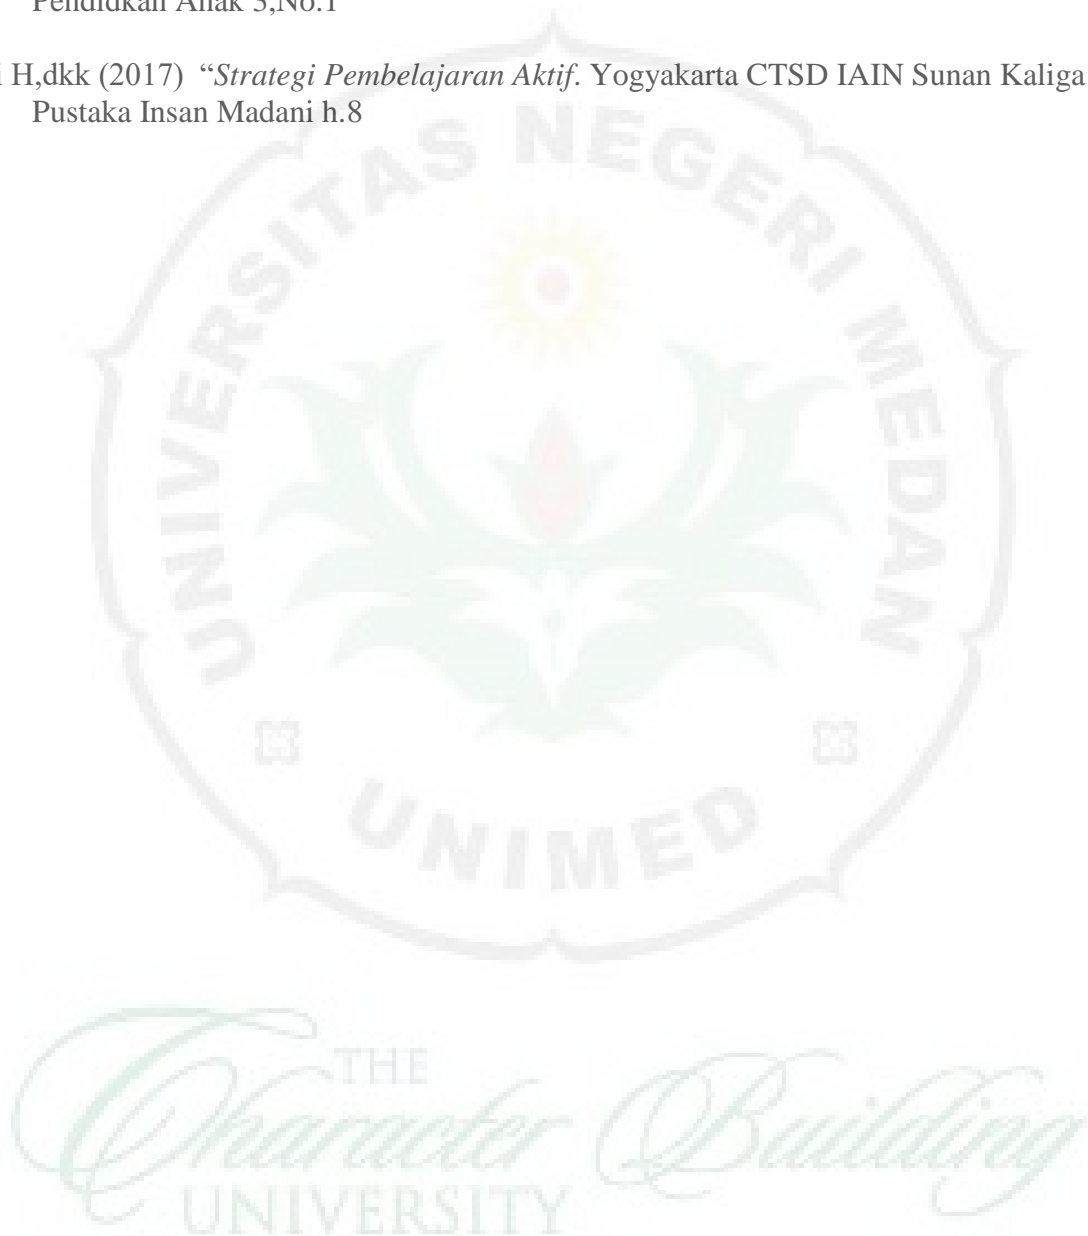 Pendidkan Anak 3,No.1
i H,dkk (2017) “Strategi Pembelajaran Aktif. Yogyakarta CTSD IAIN Sunan Kaliga
Pustaka Insan Madani h.8
UNIVERSITAS NEGERI MEDAN
UNIMED
THE
Character Building
UNIVERSITY